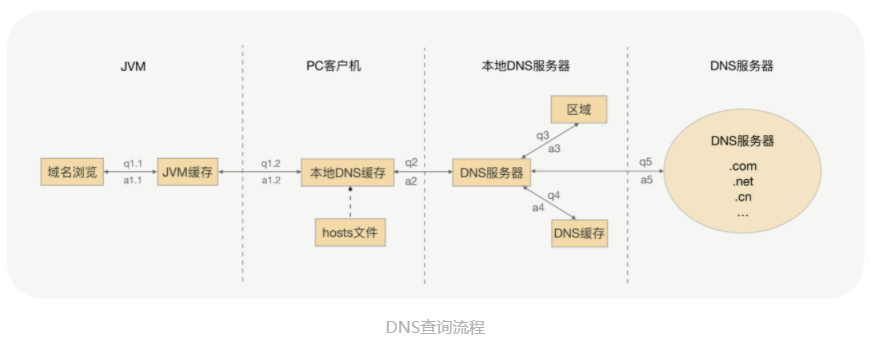 JVM
PC客户机
本地DNS服务器
DNS服务器
域名浏览
q1.1
a1.1
JVM缓存
q1.2
a1.2
本地DNS缓存
hosts文件
q2
a2
DNS服务器
区域
q3
a3
q4
a4
DNS缓存
q5
a5
DNS服务器
.com
.net
.cn
...
DNS查询流程